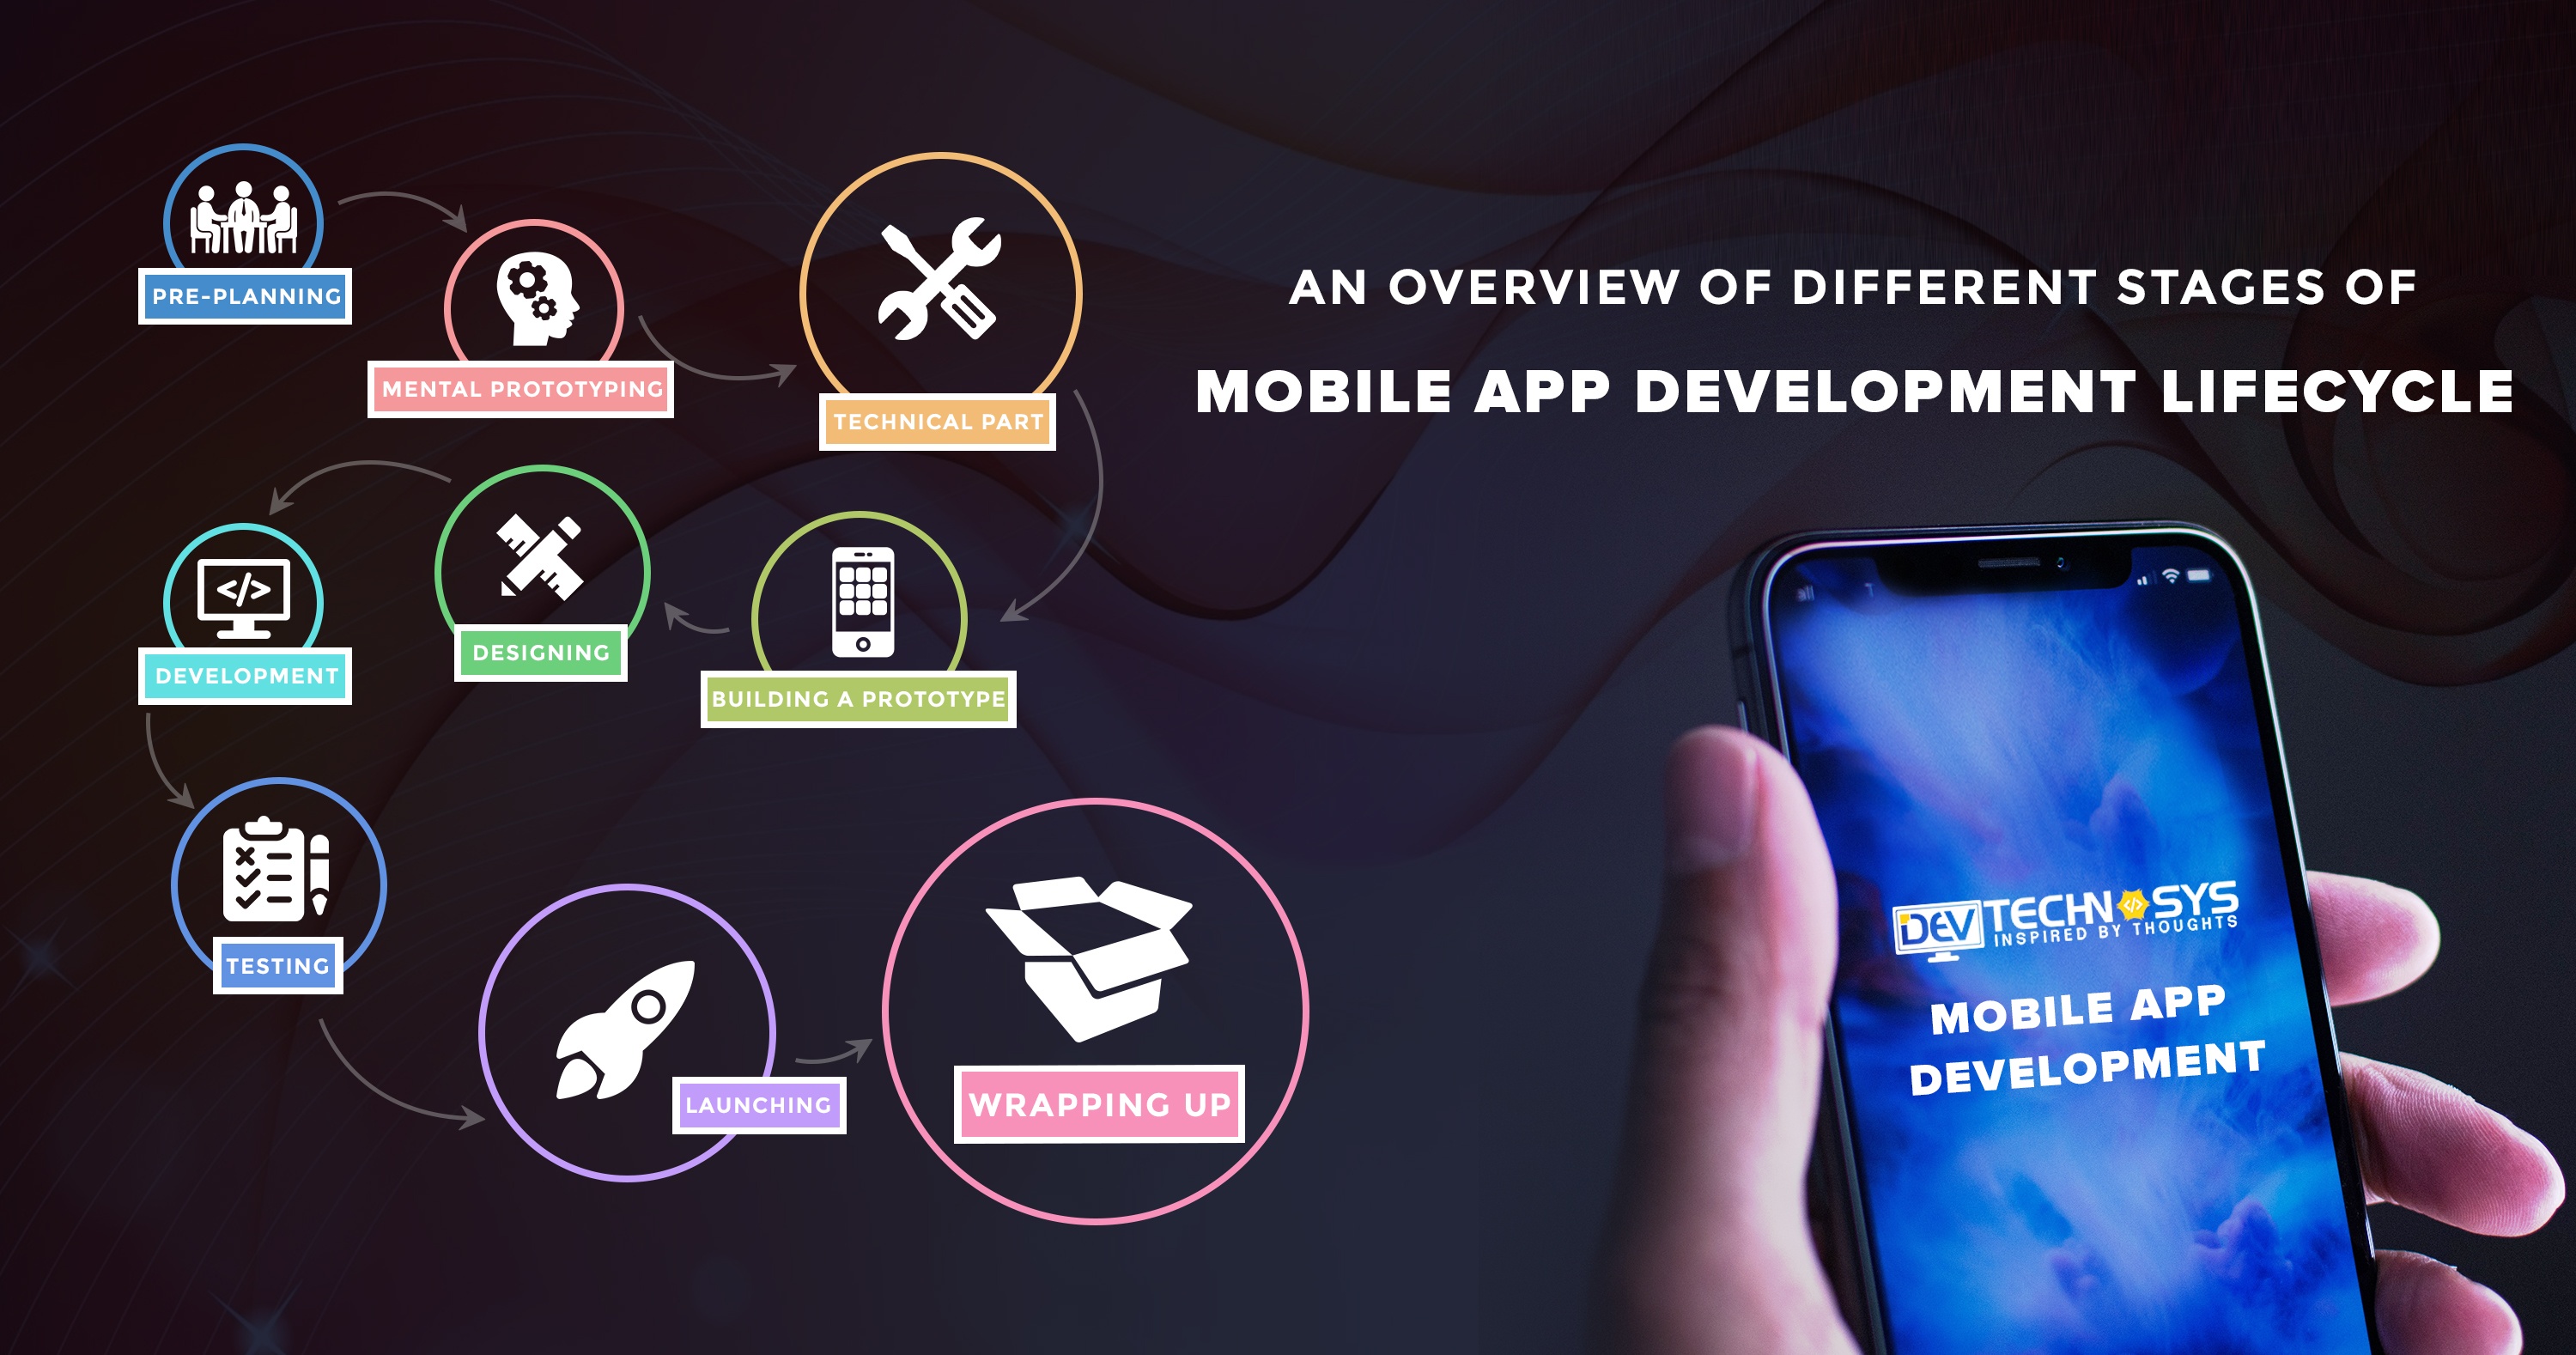 AN OVERVIEW OF DIFFERENT STAGES OF
MOBILE APP DEVELOPMENT LIFECYCLE
PRE-PLANNING
MENTAL PROTOTYPING
TECHNICAL PART
BUILDING A PROTOTYPE
DESIGNING
DEVELOPMENT
</>
TESTING
LAUNCHING
WRAPPING UP
DEV TECHNOSYS
INSPIRED BY THOUGHTS
MOBILE APP
DEVELOPMENT